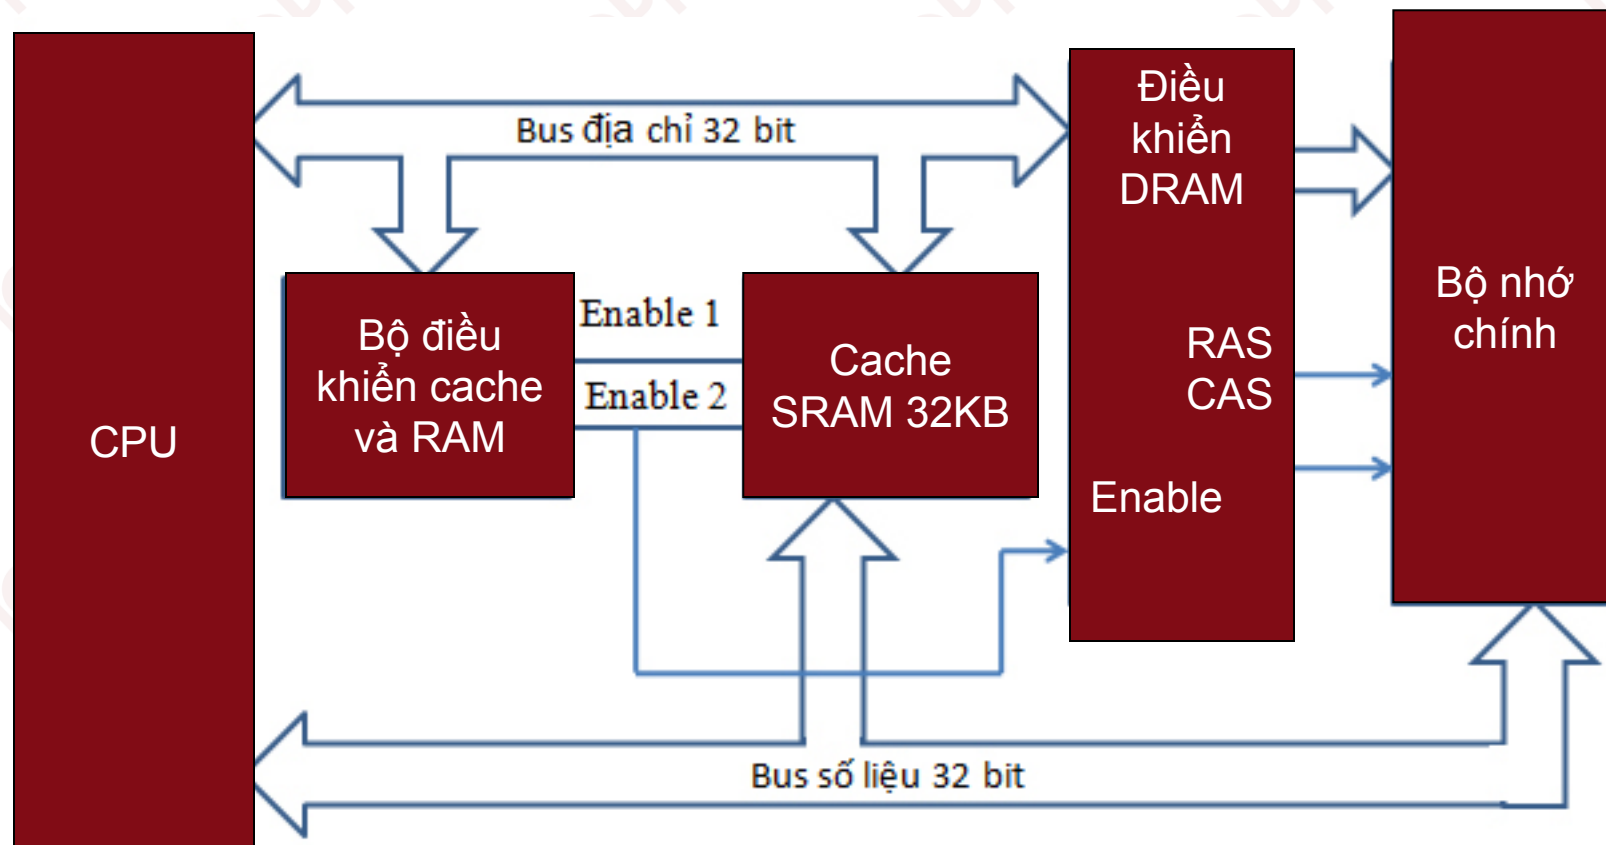 CPU
Bus địa chỉ 32 bit
Bộ điều
khiển cache
và RAM
Enable 1
Enable 2
Cache
SRAM 32KB
Điều
khiển
DRAM
RAS
CAS
Enable
Bộ nhớ
chính
Bus số liệu 32 bit